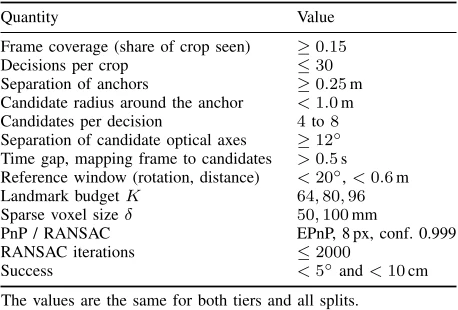 Quantity Value
Frame coverage (share of crop seen) ≥ 0.15
Decisions per crop ≤ 30
Separation of anchors ≥ 0.25 m
Candidate radius around the anchor < 1.0 m
Candidates per decision 4 to 8
Separation of candidate optical axes ≥ 12°
Time gap, mapping frame to candidates > 0.5 s
Reference window (rotation, distance) < 20°, < 0.6 m
Landmark budget K 64, 80, 96
Sparse voxel size δ 50, 100 mm
PnP / RANSAC EPnP, 8 px, conf. 0.999
RANSAC iterations ≤ 2000
Success < 5° and < 10 cm
The values are the same for both tiers and all splits.